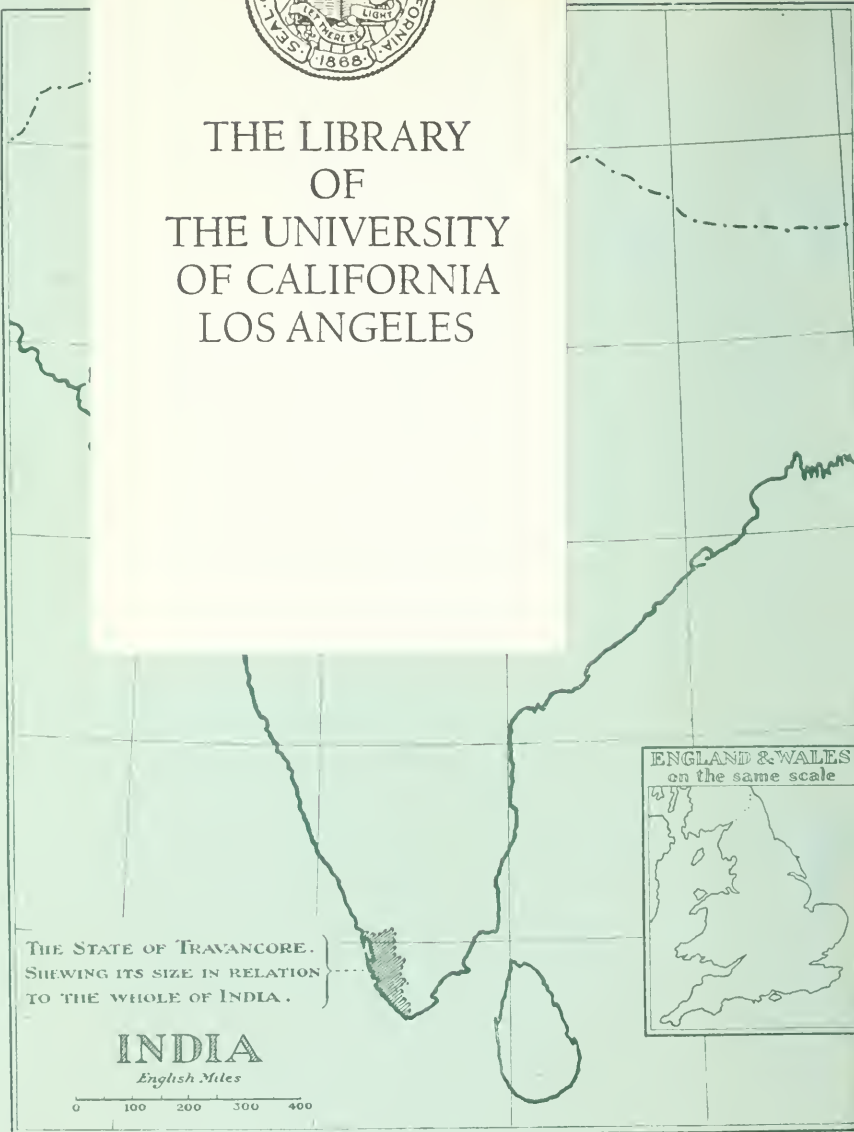 SEAL
LET THERE BE
LIGHT
CALIFORNIA
·1868·
THE LIBRARY
OF
THE UNIVERSITY
OF CALIFORNIA
LOS ANGELES
ENGLAND & WALES
on the same scale
THE STATE OF TRAVANCORE.
SHEWING ITS SIZE IN RELATION
TO THE WHOLE OF INDIA.
INDIA
English Miles
0 100 200 300 400